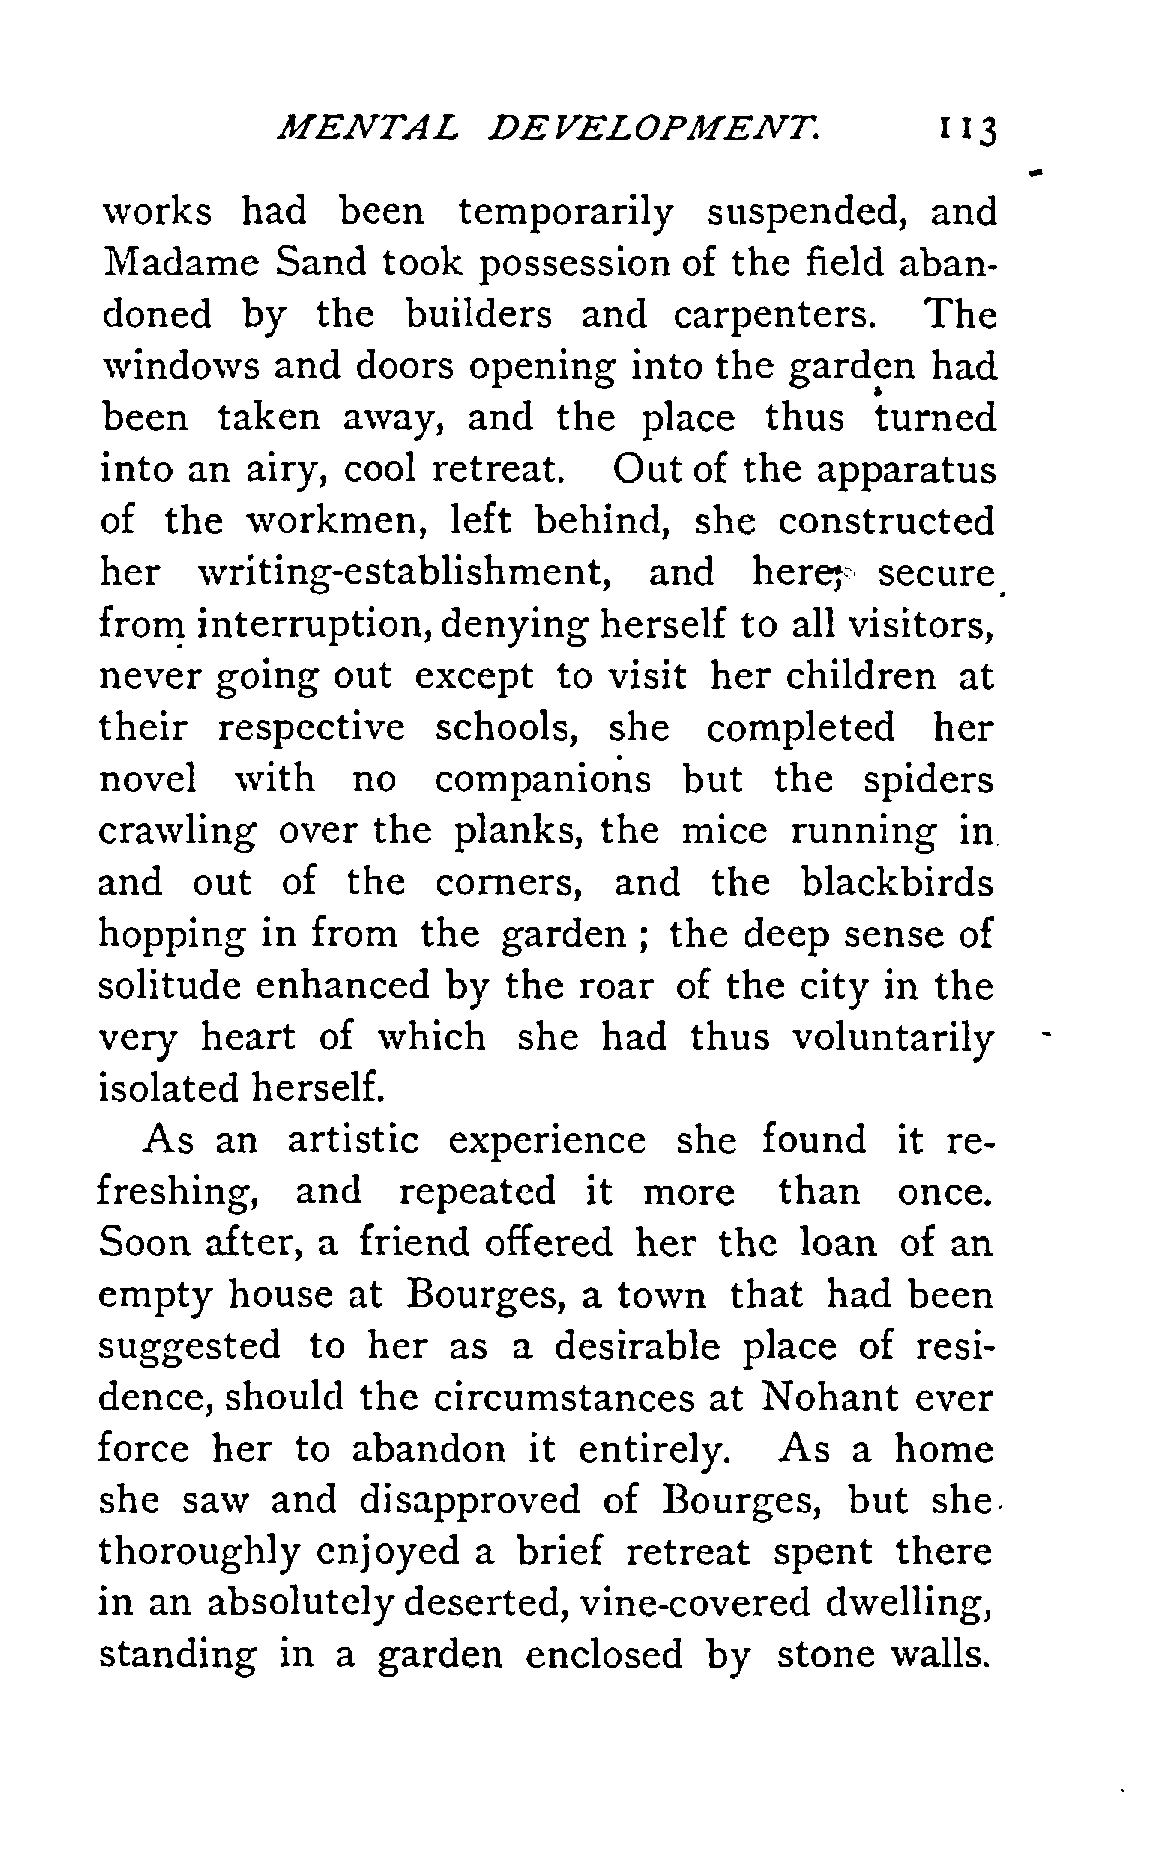 MENTAL DEVELOPMENT. 113
works had been temporarily suspended, and
Madame Sand took possession of the field aban-
doned by the builders and carpenters. The
windows and doors opening into the garden had
been taken away, and the place thus turned
into an airy, cool retreat. Out of the apparatus
of the workmen, left behind, she constructed
her writing-establishment, and here, secure
from interruption, denying herself to all visitors,
never going out except to visit her children at
their respective schools, she completed her
novel with no companions but the spiders
crawling over the planks, the mice running in
and out of the corners, and the blackbirds
hopping in from the garden ; the deep sense of
solitude enhanced by the roar of the city in the
very heart of which she had thus voluntarily
isolated herself.
As an artistic experience she found it re-
freshing, and repeated it more than once.
Soon after, a friend offered her the loan of an
empty house at Bourges, a town that had been
suggested to her as a desirable place of resi-
dence, should the circumstances at Nohant ever
force her to abandon it entirely. As a home
she saw and disapproved of Bourges, but she
thoroughly enjoyed a brief retreat spent there
in an absolutely deserted, vine-covered dwelling,
standing in a garden enclosed by stone walls.